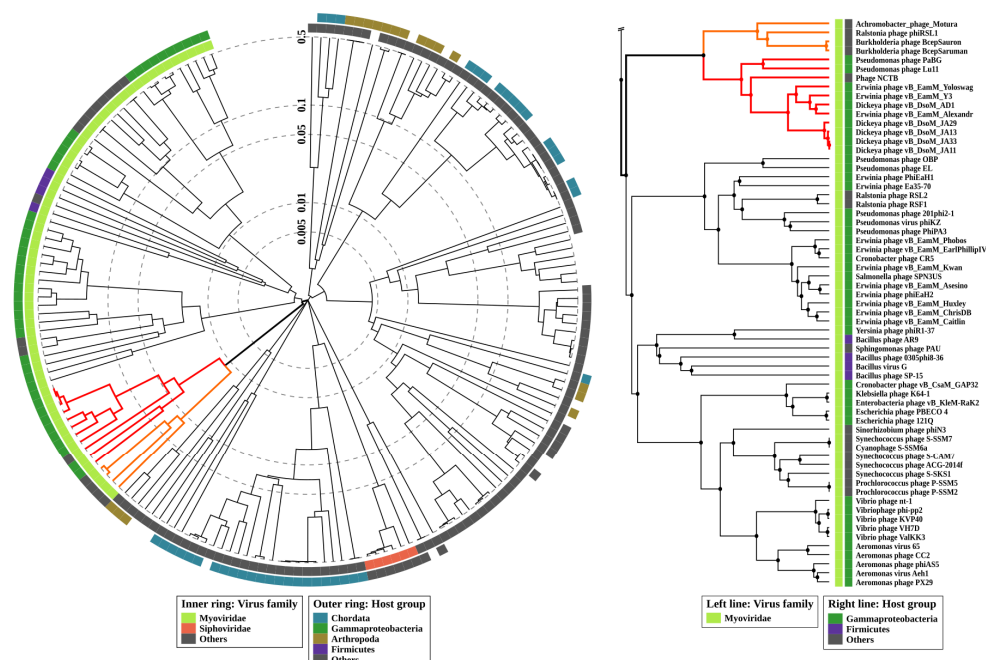 0.5
0.1
0.05
0.01
0.005
Inner ring: Virus family
Myoviridae
Siphoviridae
Others
Outer ring: Host group
Chordata
Gammaproteobacteria
Arthropoda
Firmicutes
Others
Achromobacter_phage_Motura
Ralstonia phage phiRSL1
Burkholderia phage BcepSauron
Burkholderia phage BcepSaruman
Pseudomonas phage PaBG
Pseudomonas phage Lu11
Phage NCTB
Erwinia phage vB_EamM_Yoloswag
Erwinia phage vB_EamM_Y3
Dickeya phage vB_DsoM_AD1
Erwinia phage vB_EamM_Alexandr
Dickeya phage vB_DsoM_JA29
Dickeya phage vB_DsoM_JA13
Dickeya phage vB_DsoM_JA33
Dickeya phage vB_DsoM_JA11
Pseudomonas phage OBP
Pseudomonas phage EL
Erwinia phage PhiEaH1
Erwinia phage Ea35-70
Ralstonia phage RSL2
Ralstonia phage RSF1
Pseudomonas phage 201phi2-1
Pseudomonas virus phiKZ
Pseudomonas phage PhiPA3
Erwinia phage vB_EamM_Phobos
Erwinia phage vB_EamM_EarlPhillipIV
Cronobacter phage CR5
Erwinia phage vB_EamM_Kwan
Salmonella phage SPN3US
Erwinia phage vB_EamM_Asesino
Erwinia phage phiEaH2
Erwinia phage vB_EamM_Huxley
Erwinia phage vB_EamM_ChrisDB
Erwinia phage vB_EamM_Caitlin
Yersinia phage phiR1-37
Bacillus phage AR9
Sphingomonas phage PAU
Bacillus phage 0305phi8-36
Bacillus virus G
Bacillus phage SP-15
Cronobacter phage vB_CsaM_GAP32
Klebsiella phage K64-1
Enterobacteria phage vB_KleM-RaK2
Escherichia phage PBECO 4
Escherichia phage 121Q
Sinorhizobium phage phiN3
Synechococcus phage S-SSM7
Cyanophage S-SSM6a
Synechococcus phage S-CAM7
Synechococcus phage ACG-2014f
Synechococcus phage S-SKS1
Prochlorococcus phage P-SSM5
Prochlorococcus phage P-SSM2
Vibrio phage nt-1
Vibriophage phi-pp2
Vibrio phage KVP40
Vibrio phage VH7D
Vibrio phage ValKK3
Aeromonas virus 65
Aeromonas phage CC2
Aeromonas phage phiAS5
Aeromonas virus Aeh1
Aeromonas phage PX29
Left line: Virus family
Myoviridae
Right line: Host group
Gammaproteobacteria
Firmicutes
Others